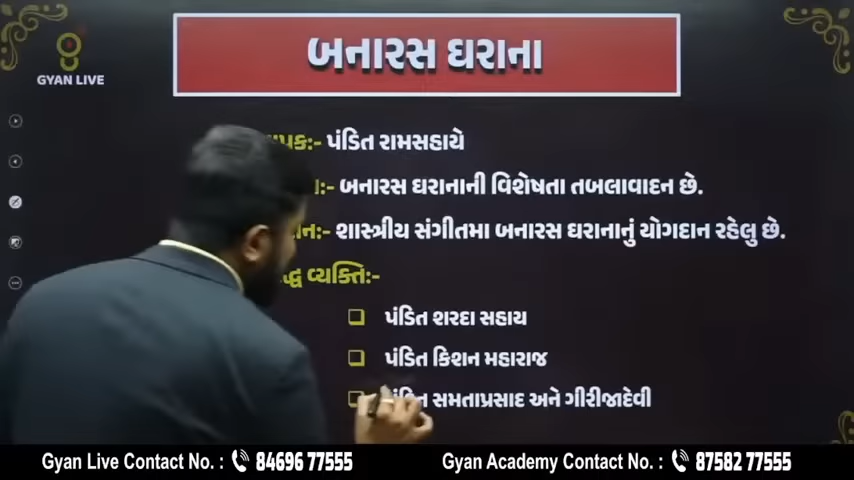 GYAN LIVE
બનારસ ઘરાના
પંડિત રામસહાયે
બનારસ ઘરાનાની વિશેષતા તબલાવાદન છે.
શાસ્ત્રીય સંગીતમા બનારસ ઘરાનાનું યોગદાન રહેલુ છે.
વ્યક્તિ:-
પંડિત શરદા સહાય
પંડિત કિશન મહારાજ
સમતાપ્રસાદ અને ગીરીજાદેવી
Gyan Live Contact No. : 84696 77555
Gyan Academy Contact No. : 87582 77555